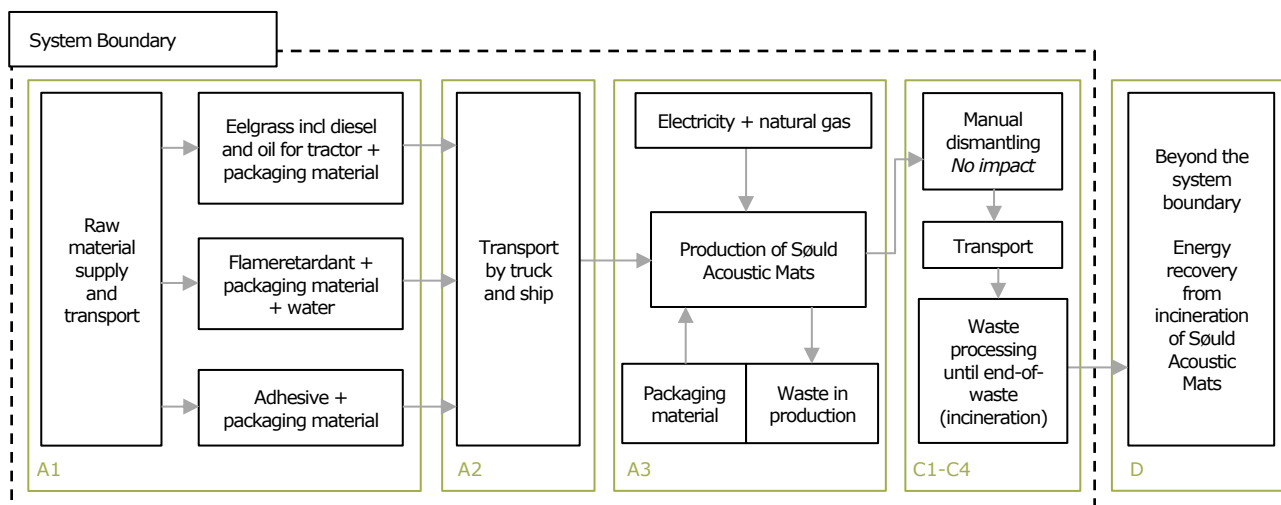 System Boundary
Raw
material
supply
and
transport
Eelgrass incl diesel
and oil for tractor +
packaging material
Flameretardant +
packaging material
+ water
Adhesive +
packaging material
A1
Transport
by truck
and ship
A2
Electricity + natural gas
Production of Søuld
Acoustic Mats
Packaging
material
Waste in
production
A3
Manual
dismantling
No impact
Transport
Waste
processing
until end-of-
waste
(incineration)
C1-C4
Beyond the
system
boundary
Energy
recovery
from
incineration
of Søuld
Acoustic
Mats
D